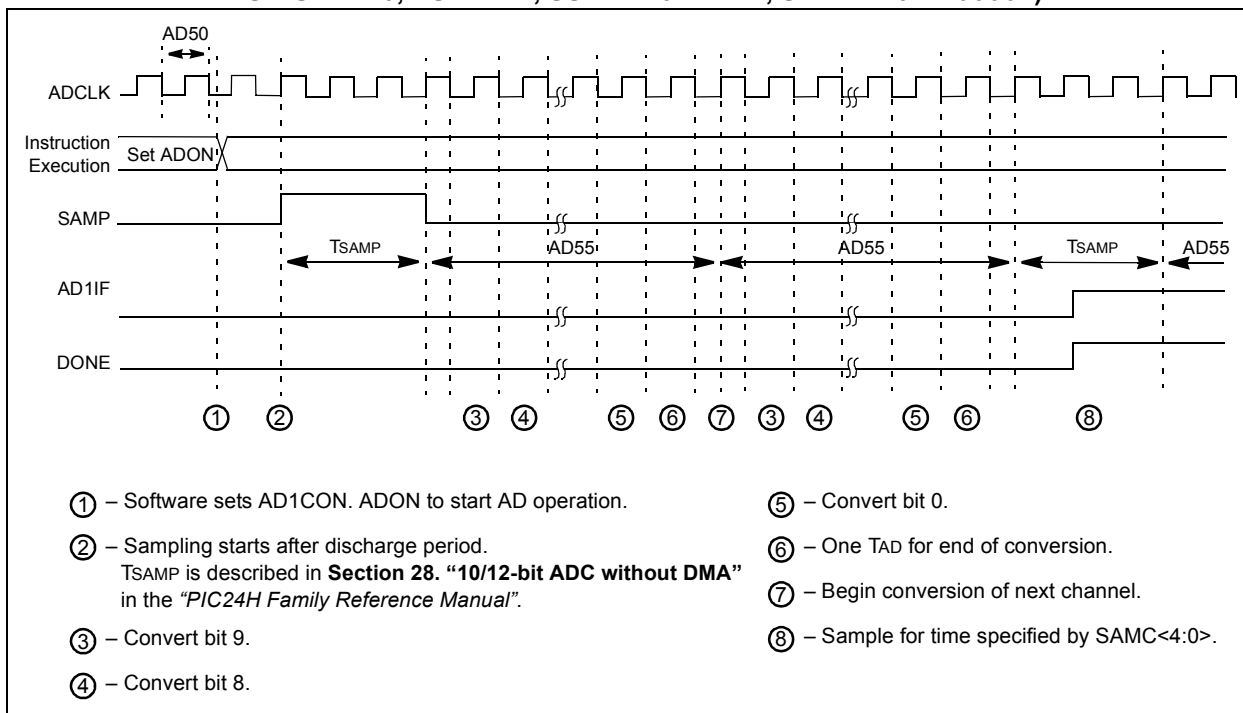 AD50
ADCLK
Instruction
Execution
Set ADON
SAMP
TSAMP AD55 AD55 TSAMP AD55
AD1IF
DONE
1 2 3 4 5 6 7 3 4 5 6 8
1 – Software sets AD1CON. ADON to start AD operation.
2 – Sampling starts after discharge period.
TSAMP is described in Section 28. “10/12-bit ADC without DMA”
in the “PIC24H Family Reference Manual”.
3 – Convert bit 9.
4 – Convert bit 8.
5 – Convert bit 0.
6 – One TAD for end of conversion.
7 – Begin conversion of next channel.
8 – Sample for time specified by SAMC<4:0>.